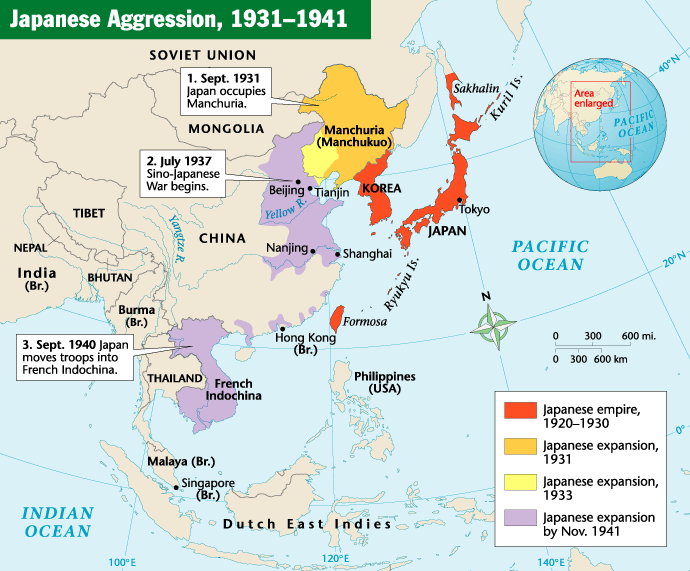 Japanese Aggression, 1931–1941
SOVIET UNION
1. Sept. 1931
Japan occupies
Manchuria.
MONGOLIA
Manchuria
(Manchukuo)
Sakhalin
Kuril Is.
40°N
Area
enlarged
PACIFIC
OCEAN
2. July 1937
Sino-Japanese
War begins.
Beijing
Tianjin
KOREA
Yellow R.
TIBET
Yangtze R.
CHINA
Nanjing
Shanghai
JAPAN
Tokyo
NEPAL
India
(Br.)
BHUTAN
Burma
(Br.)
Ryukyu Is.
PACIFIC
OCEAN
20°N
N
3. Sept. 1940 Japan
moves troops into
French Indochina.
Hong Kong
(Br.)
Formosa
0 300 600 mi.
0 300 600 km
THAILAND
French
Indochina
Philippines
(USA)
Malaya (Br.)
Singapore
(Br.)
Dutch East Indies
INDIAN
OCEAN
0°
Japanese empire,
1920–1930
Japanese expansion,
1931
Japanese expansion,
1933
Japanese expansion
by Nov. 1941
100°E
120°E
140°E